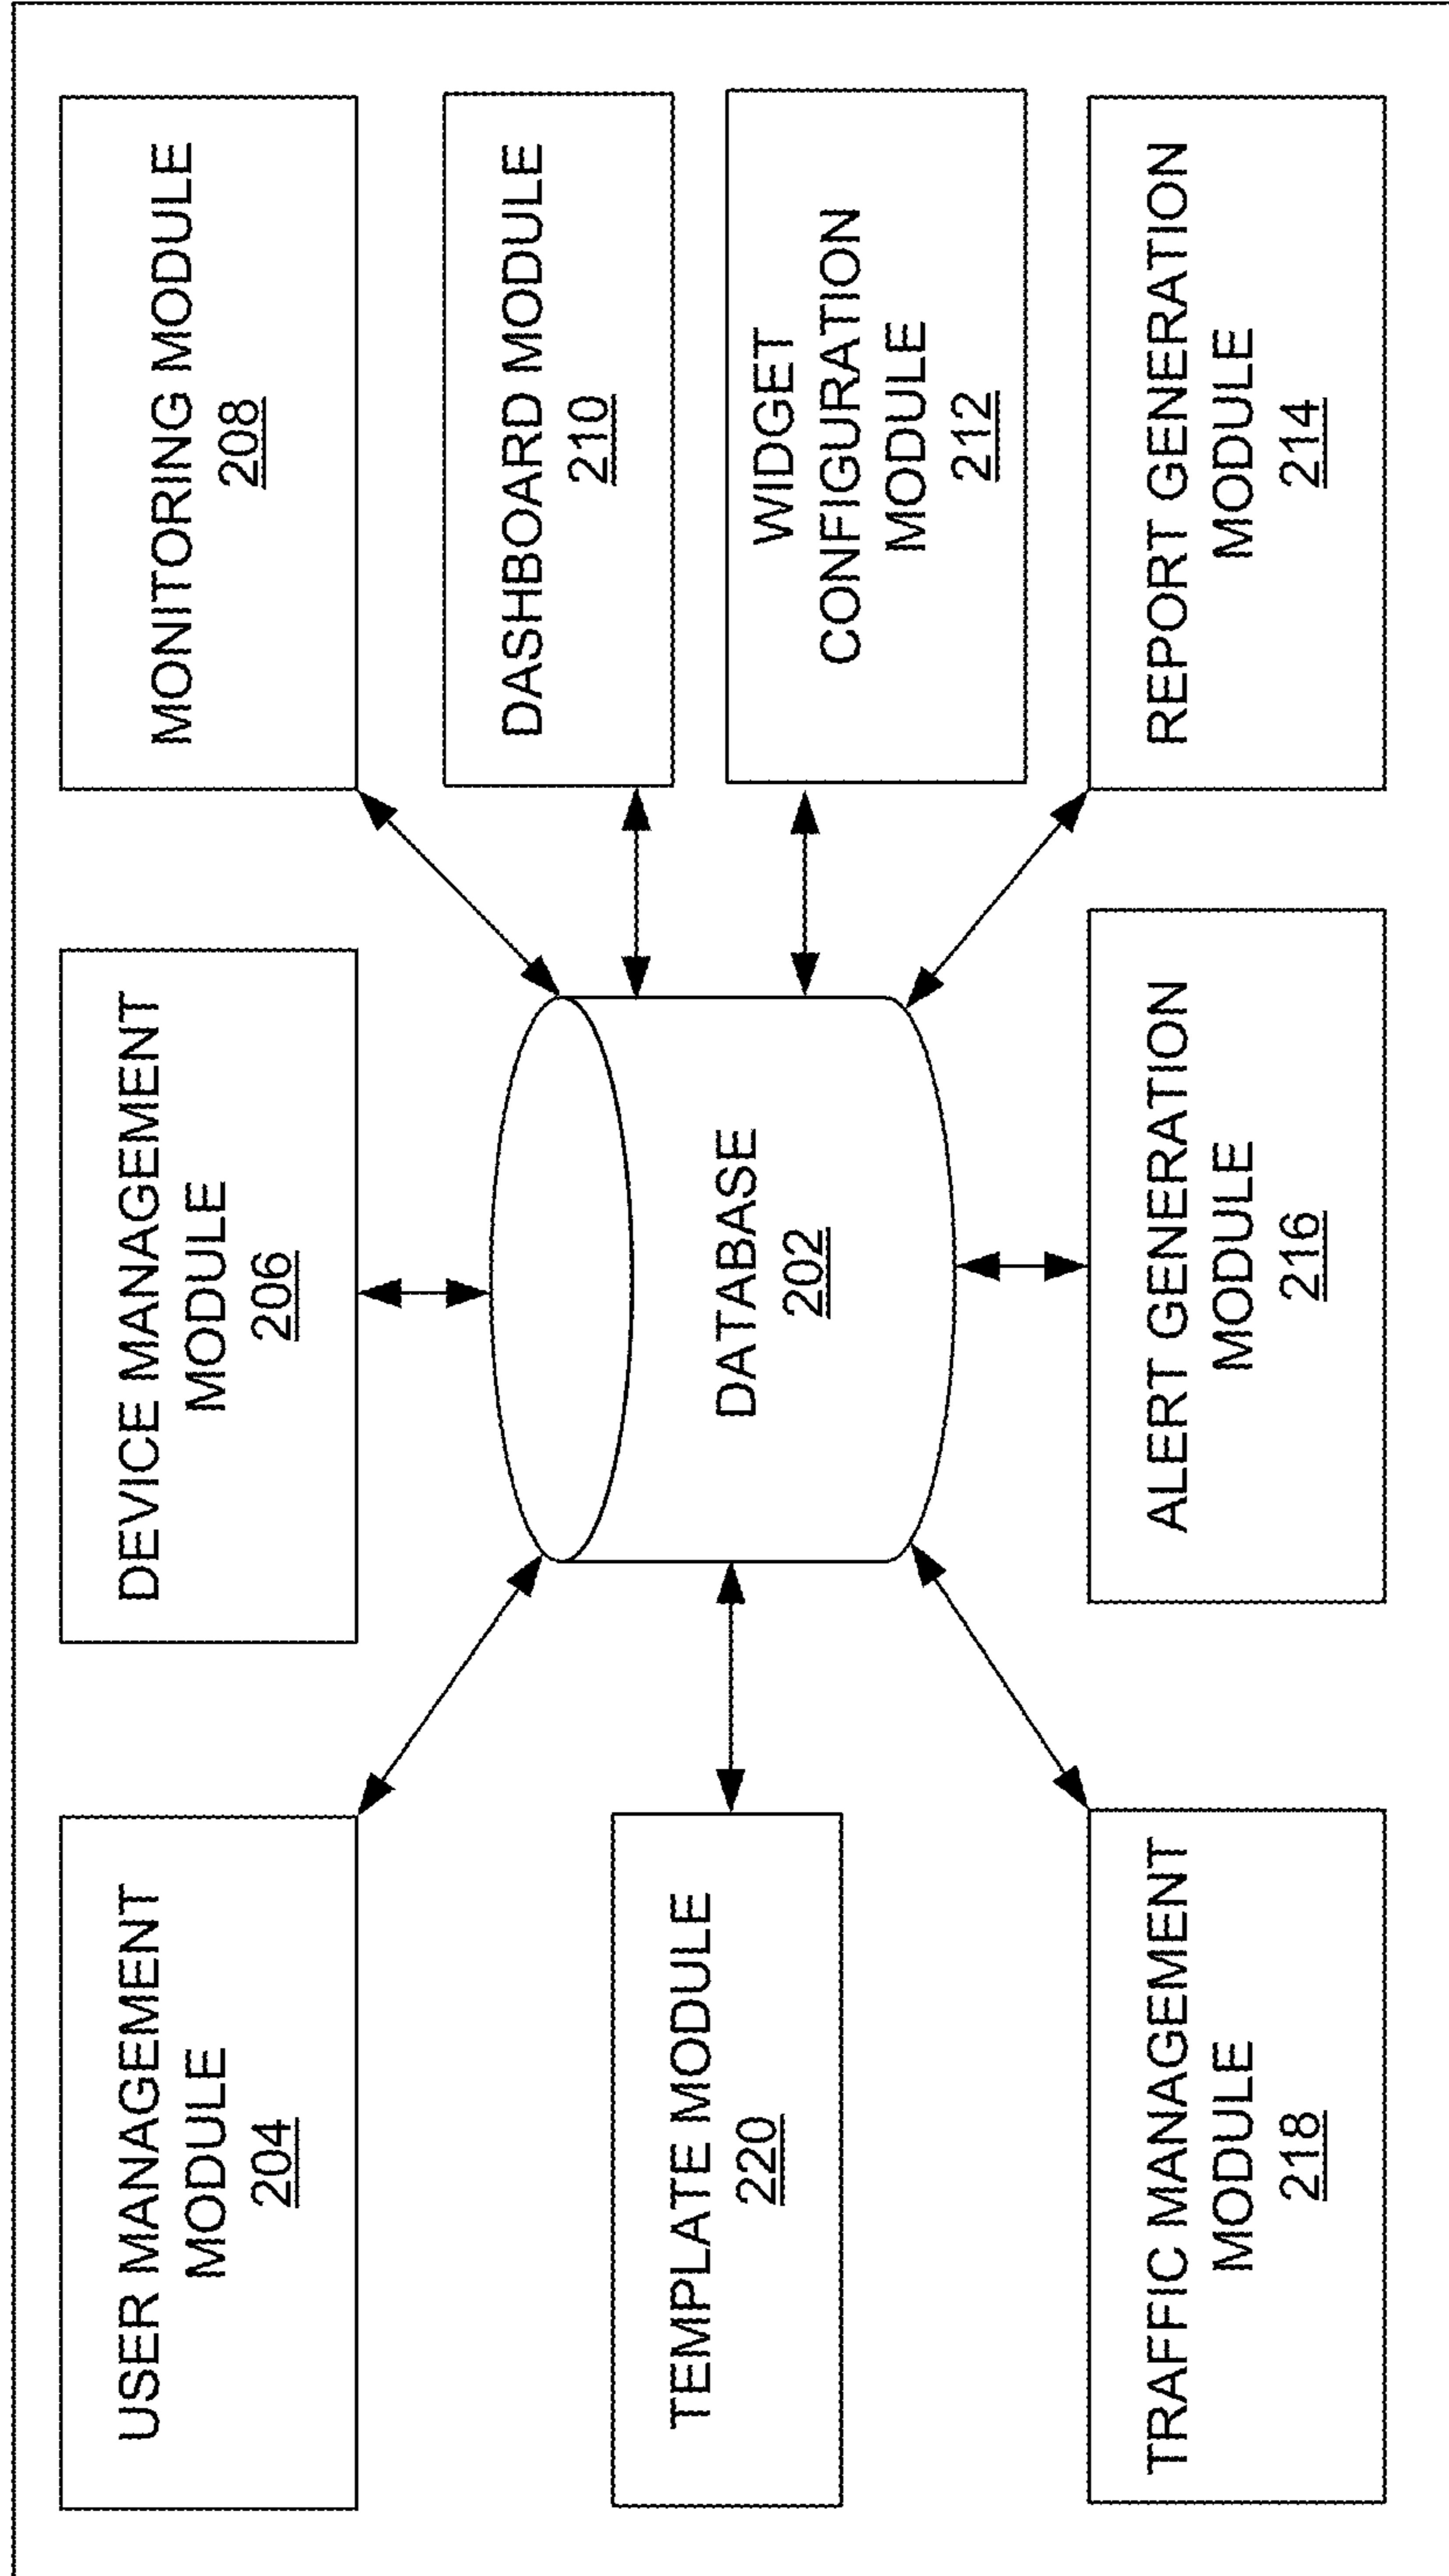 USER MANAGEMENT
MODULE
204
DEVICE MANAGEMENT
MODULE
206
MONITORING MODULE
208
TEMPLATE MODULE
220
DATABASE
202
DASHBOARD MODULE
210
WIDGET
CONFIGURATION
MODULE
212
TRAFFIC MANAGEMENT
MODULE
218
ALERT GENERATION
MODULE
216
REPORT GENERATION
MODULE
214